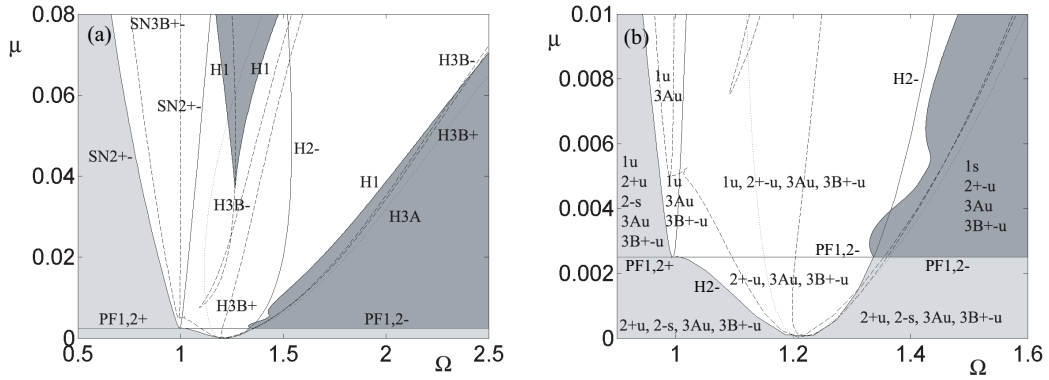 0.08
SN3B+-
(a)
μ
H1
H1
H3B-
0.06
SN2+-
H3B+
SN2+-
H2-
0.04
H1
H3B-
H3A
0.02
H3B+
PF1,2+
PF1,2-
0
0.5
1
1.5
2
2.5
Ω
0.01
(b)
μ
H2-
0.008
1u
3Au
0.006
1u
2+u
2-s
3Au
3B+-u
1u
3Au
3B+-u
1u, 2+-u, 3Au, 3B+-u
1s
2+-u
3Au
3B+-u
0.004
PF1,2-
PF1,2+
PF1,2-
0.002
H2-
2+-u, 3Au, 3B+-u
2+u, 2-s, 3Au, 3B+-u
2+u, 2-s, 3Au, 3B+-u
0
1
1.2
1.4
1.6
Ω